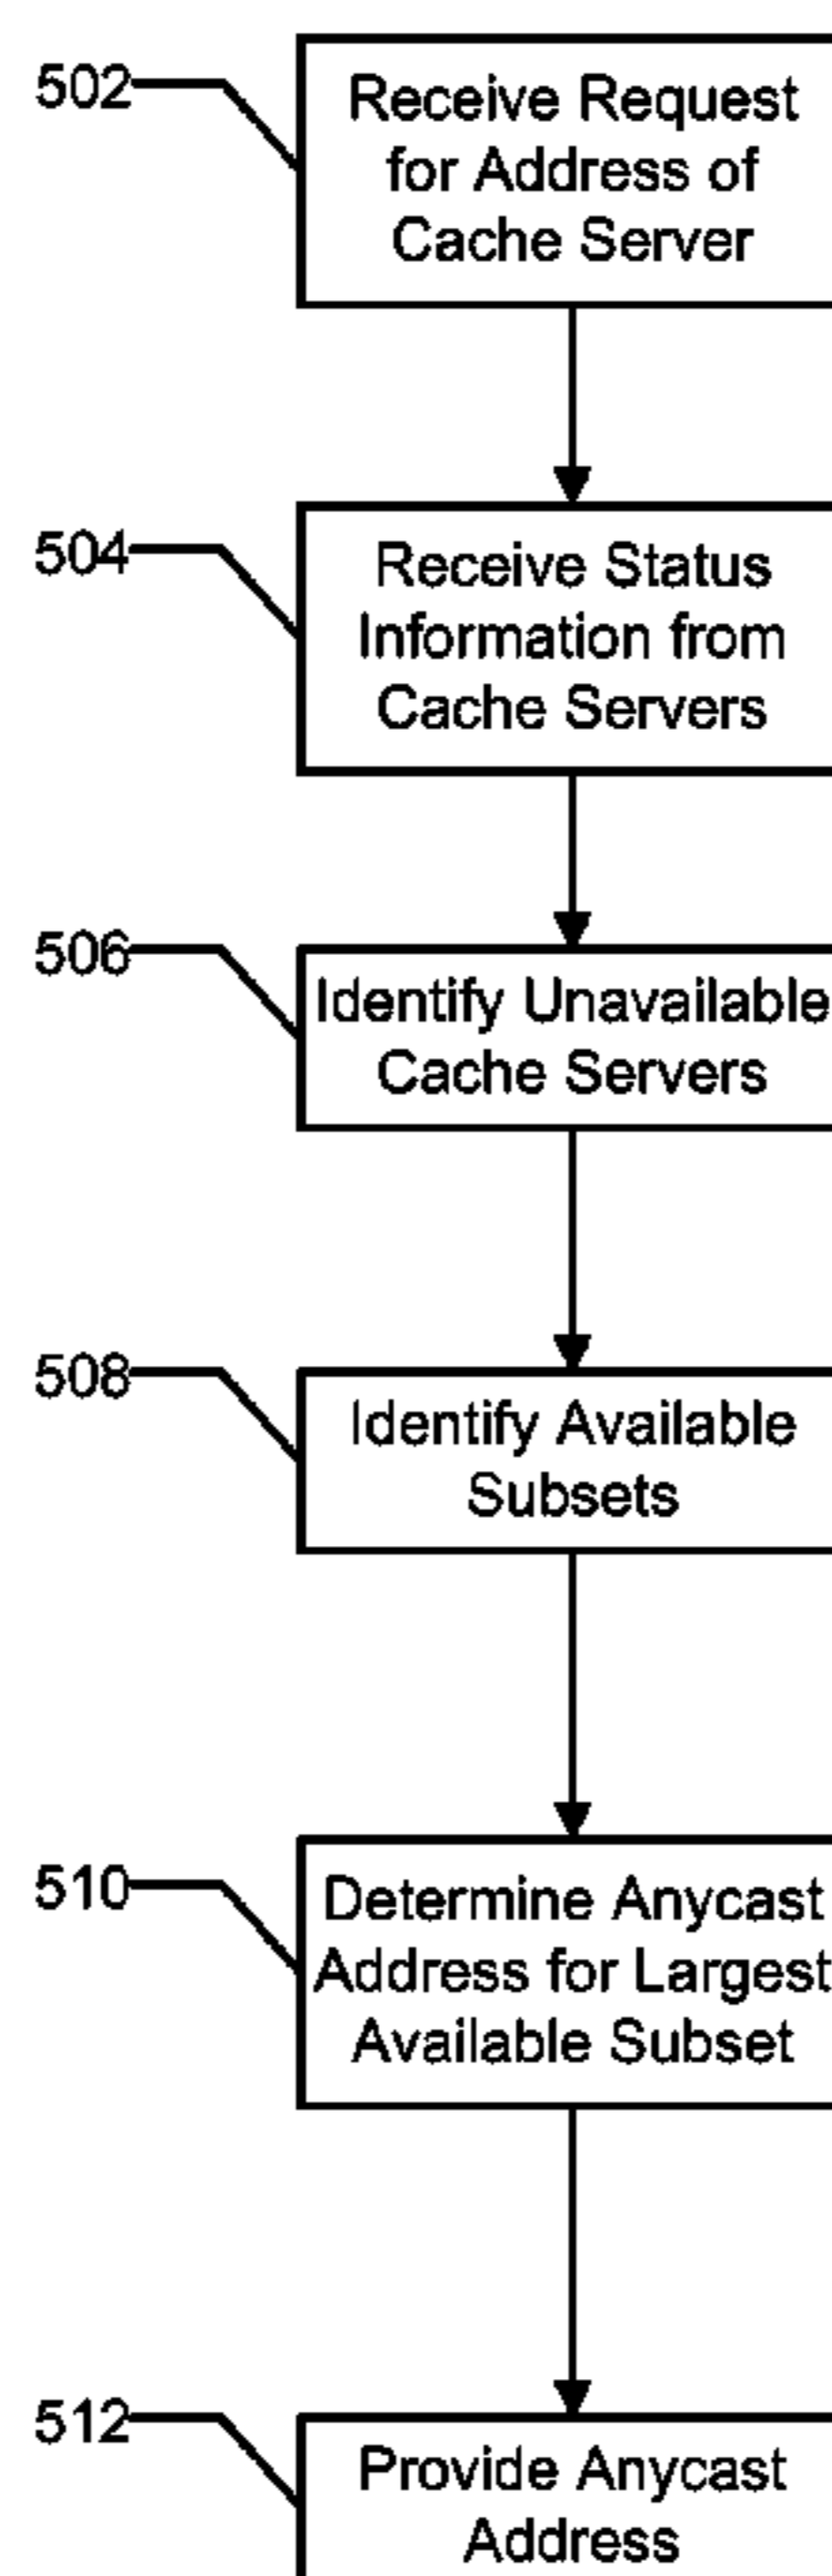 502
Receive Request
for Address of
Cache Server
504
Receive Status
Information from
Cache Servers
506
Identify Unavailable
Cache Servers
508
Identify Available
Subsets
510
Determine Anycast
Address for Largest
Available Subset
512
Provide Anycast
Address